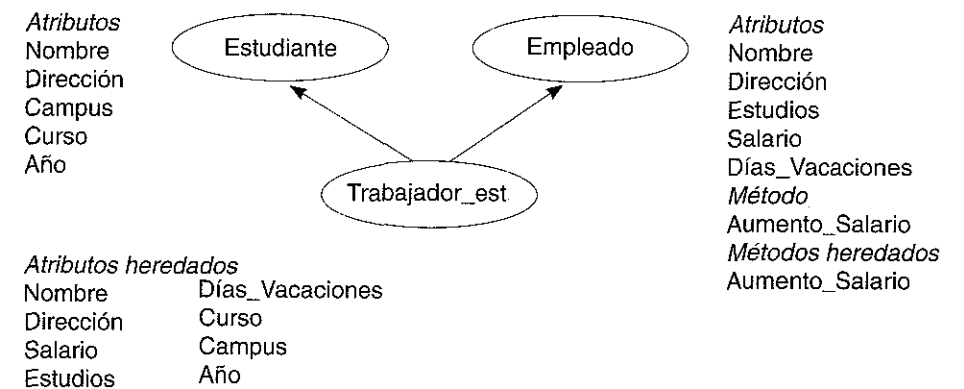 Atributos
Nombre
Dirección
Campus
Curso
Año
Estudiante
Empleado
Trabajador_est.
Atributos
Nombre
Dirección
Estudios
Salario
Días_Vacaciones
Método
Aumento_Salario
Métodos heredados
Aumento_Salario
Atributos heredados
Nombre Días_Vacaciones
Dirección Curso
Salario Campus
Estudios Año